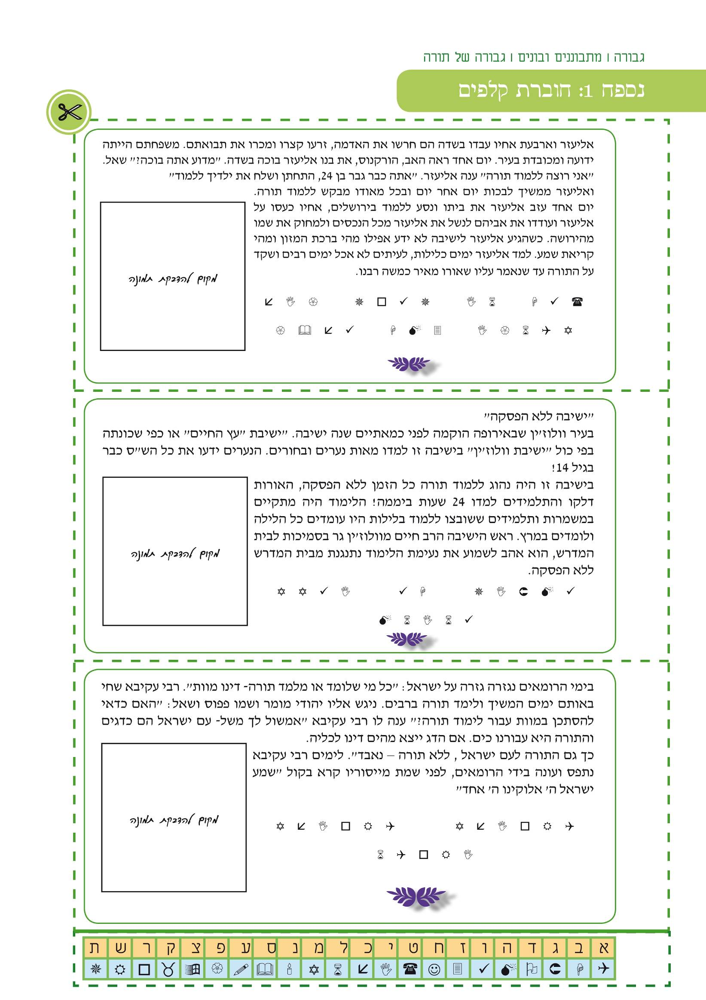 גבורה | מתבוננים ובונים | גבורה של תורה
נספח 1: חוברת קלפים
אליעזר וארבעת אחיו עבדו בשדה הם חרשו את האדמה, זרעו קצרו ומכרו את תבואתם. משפחתם הייתה
ידועה ומכובדת בעיר. יום אחד ראה האב, הורקנוס, את בנו אליעזר בוכה בשדה. "מדוע אתה בוכה?" שאל.
"אני רוצה ללמוד תורה" ענה אליעזר. "אתה כבר גבר בן 24, התחתן ושלח את ילדיך ללמוד"
ואליעזר ממשיך לבכות יום אחר יום ובכל מאודו מבקש ללמוד תורה.
יום אחד עזב אליעזר את ביתו ונסע ללמוד בירושלים, אחיו כעסו על
אליעזר ועודדו את אביהם לנשל את אליעזר מכל הנכסים ולמחוק את שמו
מהירושה. כשהגיע אליעזר לישיבה לא ידע אפילו מהי ברכת המזון ומהי
קריאת שמע. למד אליעזר ימים כלילות, לעיתים לא אכל ימים רבים ושקד
על התורה עד שנאמר עליו שאורו מאיר כמשה רבנו.
מקום להדבקת תמונה
"ישיבה ללא הפסקה"
בעיר וולוז'ין שבאירופה הוקמה לפני כמאתיים שנה ישיבה. "ישיבת "עץ החיים" או כפי שכונתה
בפי כול "ישיבת וולוז'ין" בישיבה זו למדו מאות נערים ובחורים. הנערים ידעו את כל הש"ס כבר
בגיל 14!
בישיבה זו היה נהוג ללמוד תורה כל הזמן ללא הפסקה, האורות
דלקו והתלמידים למדו 24 שעות ביממה! הלימוד היה מתקיים
במשמרות ותלמידים ששובצו ללמוד בלילות היו עומדים כל הלילה
ולומדים במרץ. ראש הישיבה הרב חיים מוולוז'ין גר בסמיכות לבית
המדרש, הוא אהב לשמוע את נעימת הלימוד נתנגנת מבית המדרש
ללא הפסקה.
מקום להדבקת תמונה
בימי הרומאים נגזרה גזרה על ישראל: "כל מי שלומד או מלמד תורה- דינו מוות". רבי עקיבא שחי
באותם ימים המשיך ולימד תורה ברבים. ניגש אליו יהודי מומר ושמו פפוס ושאל: "האם כדאי
להסתכן במוות עבור לימוד תורה?" ענה לו רבי עקיבא "אמשול לך משל- עם ישראל הם כדגים
והתורה היא עבורנו כים. אם הדג ייצא מהים דינו לכליה.
כך גם התורה לעם ישראל , ללא תורה – נאבד". לימים רבי עקיבא
נתפס ועונה בידי הרומאים, לפני שמת מייסוריו קרא בקול "שמע
ישראל ה' אלוקינו ה' אחד"
מקום להדבקת תמונה
א ב ג ד ה ו ז ח ט י כ ל מ נ ס ע פ צ ק ר ש ת